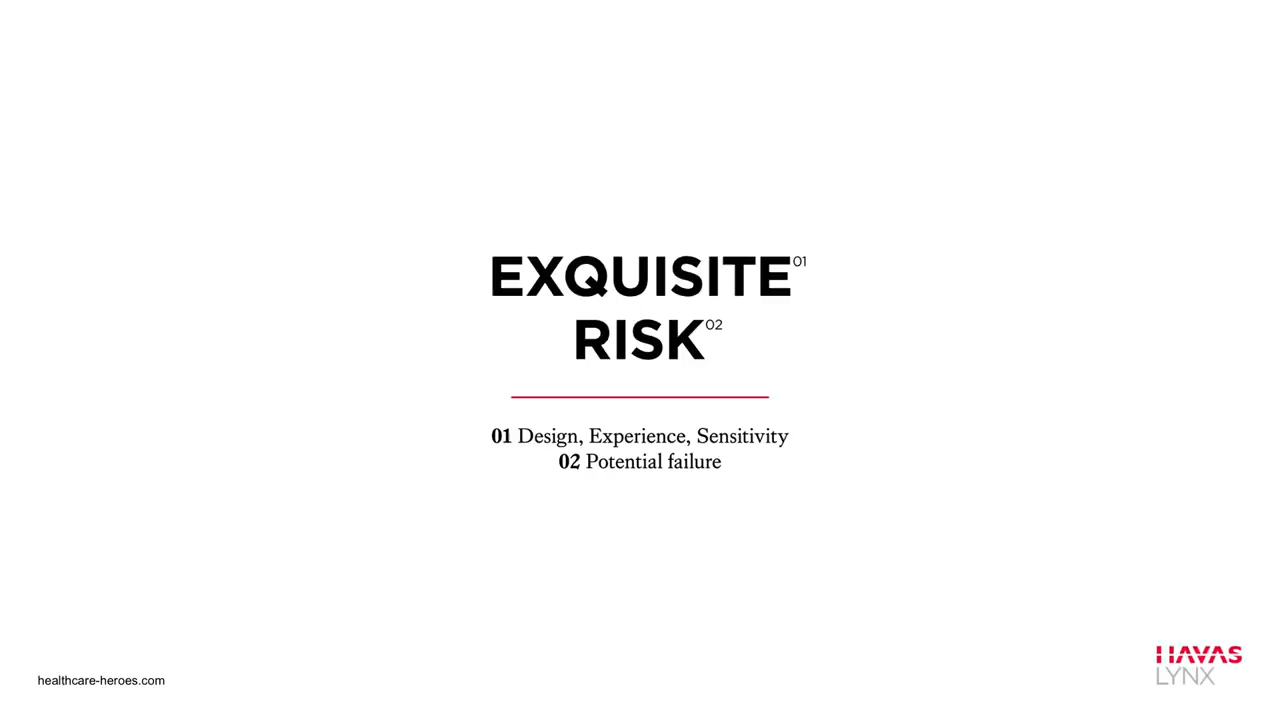 EXQUISITE01
RISK02
01 Design, Experience, Sensitivity
02 Potential failure
healthcare-heroes.com
HAVAS
LYNX